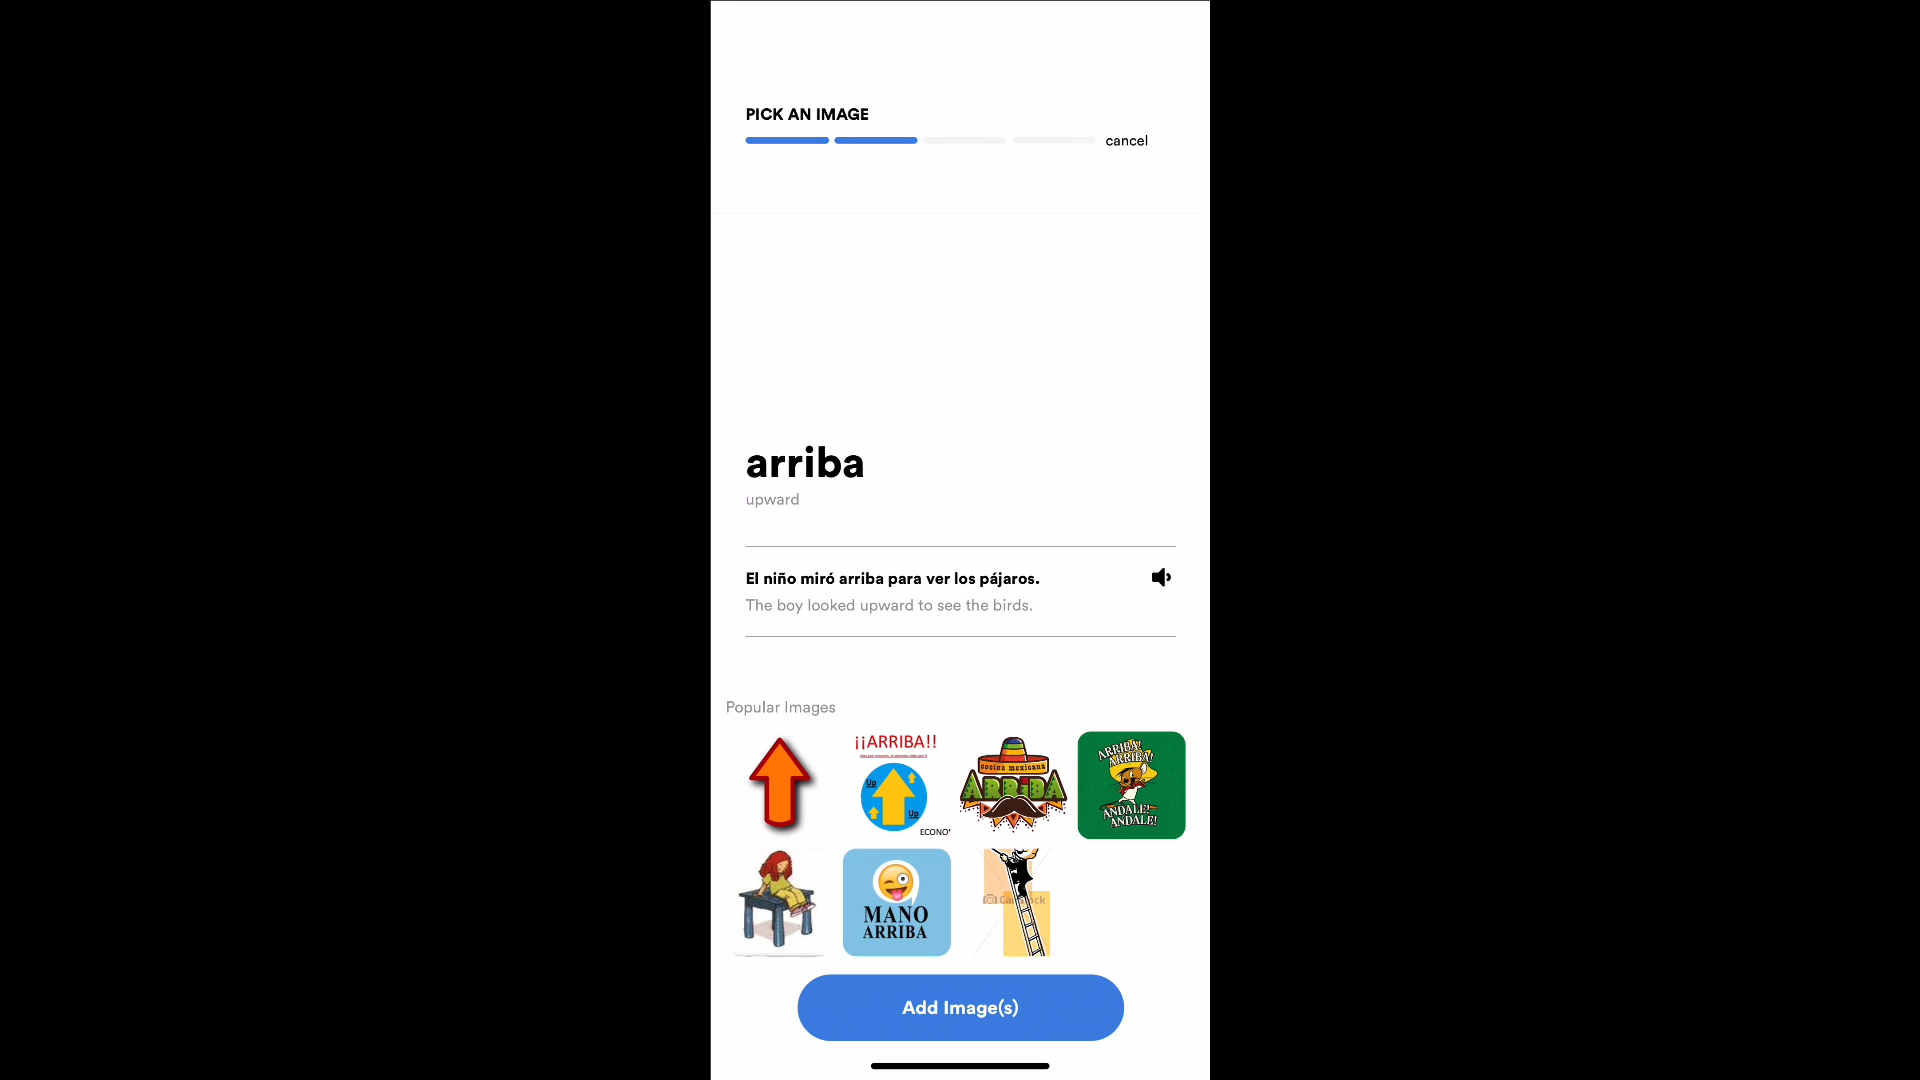 PICK AN IMAGE
cancel
arriba
upward
El niño miró arriba para ver los pájaros.
The boy looked upward to see the birds.
Popular Images
¡¡ARRIBA!!
Up
Up
ECONO
cocina mexicana
ARRIBA
ARRIBA!
ARRIBA!
ANDALE!
ANDALE!
MANO
ARRIBA
Add Image(s)